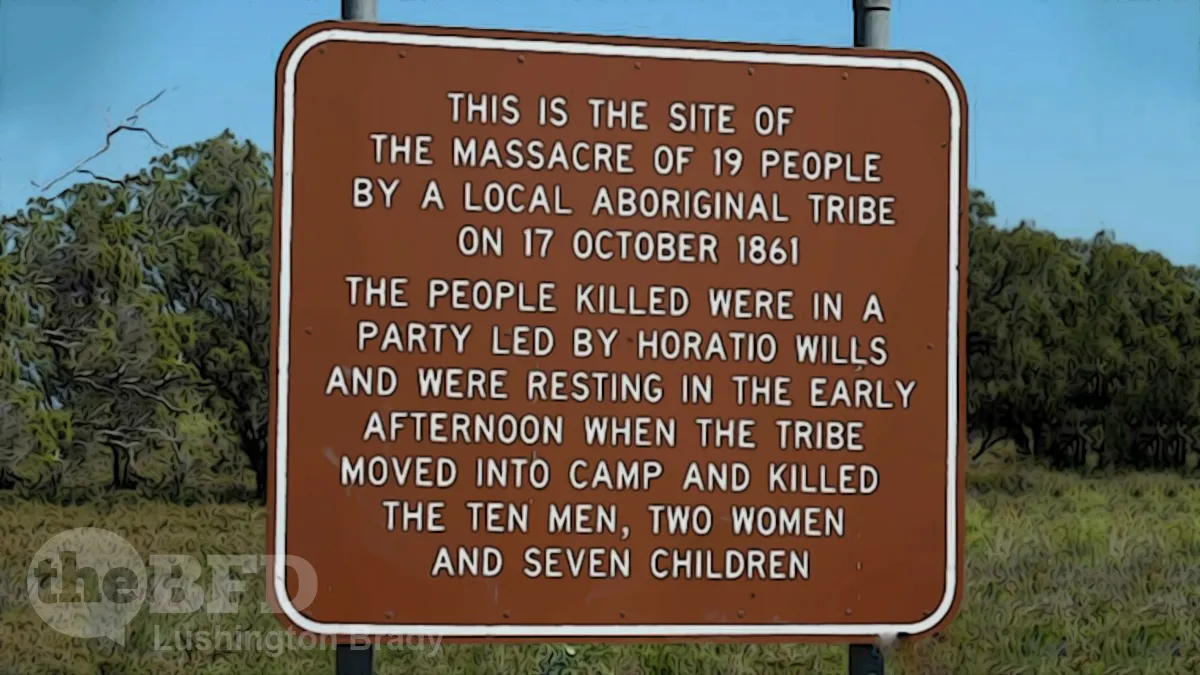 THIS IS THE SITE OF
THE MASSACRE OF 19 PEOPLE
BY A LOCAL ABORIGINAL TRIBE
ON 17 OCTOBER 1861
THE PEOPLE KILLED WERE IN A
PARTY LED BY HORATIO WILLS
AND WERE RESTING IN THE EARLY
AFTERNOON WHEN THE TRIBE
MOVED INTO CAMP AND KILLED
THE TEN MEN, TWO WOMEN
AND SEVEN CHILDREN
theBFD
Lushington Brady